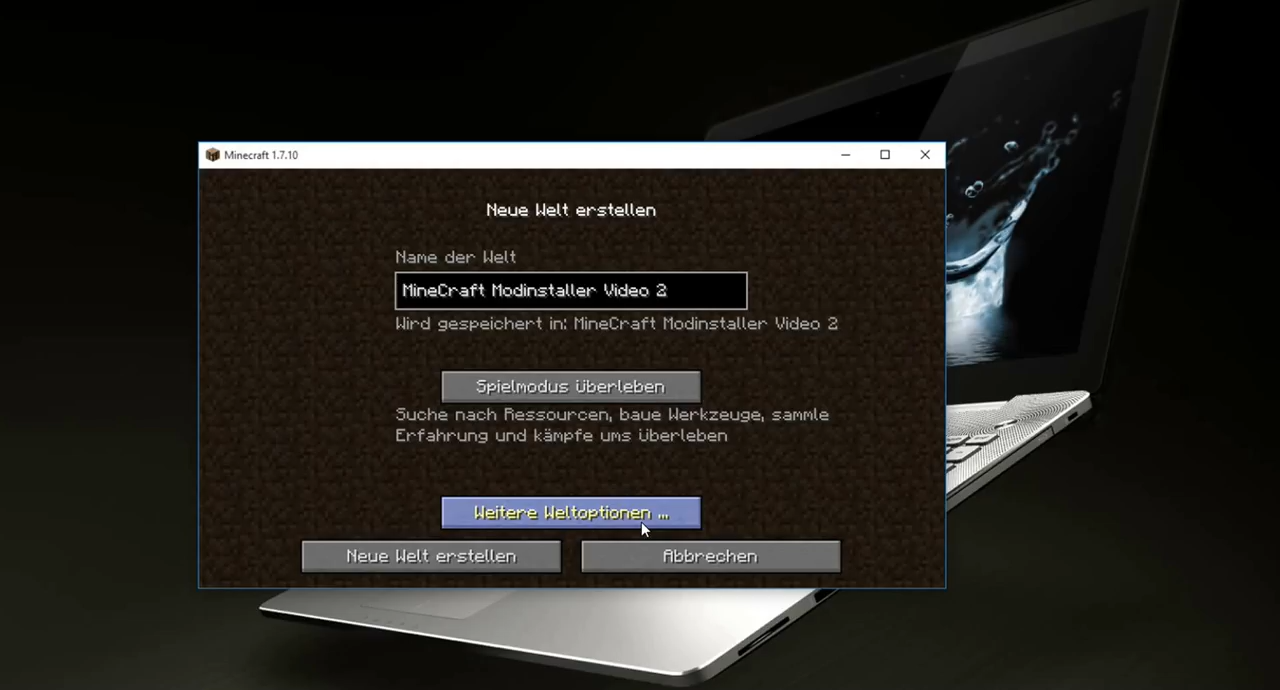 Minecraft 1.7.10
Neue Welt erstellen
Name der Welt
MineCraft Modinstaller Video 2
Wird gespeichert in: MineCraft Modinstaller Video 2
Spielmodus Überleben
Suche nach Ressourcen, baue Werkzeuge, sammle
Erfahrung und kämpfe ums Überleben
Weitere Weltoptionen ...
Neue Welt erstellen
Abbrechen